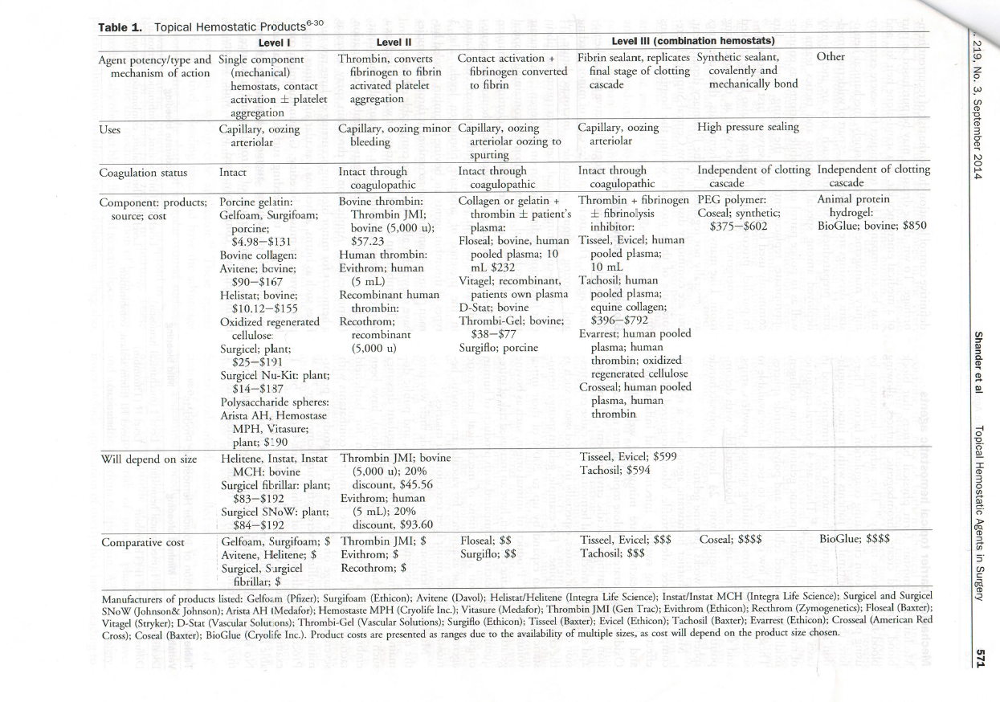 Table 1. Topical Hemostatic Products6-30
Level I
Level II
Level III (combination hemostats)
Agent potency/type and
mechanism of action
Single component
(mechanical)
hemostats, contact
activation ± platelet
aggregation
Thrombin, converts
fibrinogen to fibrin
activated platelet
aggregation
Contact activation +
fibrinogen converted
to fibrin
Fibrin sealant, replicates
final stage of clotting
cascade
Synthetic sealant,
covalently and
mechanically bond
Other
Uses
Capillary, oozing
arteriolar
Capillary, oozing minor
bleeding
Capillary, oozing
arteriolar oozing to
spurting
Capillary, oozing
arteriolar
High pressure sealing
Coagulation status
Intact
Intact through
coagulopathic
Intact through
coagulopathic
Intact through
coagulopathic
Independent of clotting
cascade
Independent of clotting
cascade
Component: products;
source; cost
Porcine gelatin:
Gelfoam, Surgifoam;
porcine;
$4.98–$131
Bovine collagen:
Avitene; bovine;
$90–$167
Helistat; bovine;
$10.12–$155
Oxidized regenerated
cellulose:
Surgicel; plant;
$25–$191
Surgicel Nu-Kit: plant;
$14–$187
Polysaccharide spheres:
Arista AH, Hemostase
MPH, Vitasure;
plant; $190
Bovine thrombin:
Thrombin JMI;
bovine (5,000 u);
$57.23
Human thrombin:
Evithrom; human
(5 mL)
Recombinant human
thrombin:
Recothrom;
recombinant
(5,000 u)
Collagen or gelatin +
thrombin ± patient's
plasma:
Floseal; bovine, human
pooled plasma; 10
mL $232
Vitagel; recombinant,
patients own plasma
D-Stat; bovine
Thrombi-Gel; bovine;
$38–$77
Surgiflo; porcine
Thrombin + fibrinogen
± fibrinolysis
inhibitor:
Tisseel, Evicel; human
pooled plasma;
10 mL
Tachosil; human
pooled plasma;
equine collagen;
$396–$792
Evarrest; human pooled
plasma; human
thrombin; oxidized
regenerated cellulose
Crosseal; human pooled
plasma, human
thrombin
PEG polymer:
Coseal; synthetic;
$375–$602
Animal protein
hydrogel:
BioGlue; bovine; $850
Will depend on size
Helitene, Instat, Instat
MCH: bovine
Surgicel fibrillar: plant;
$83–$192
Surgicel SNoW: plant;
$84–$192
Thrombin JMI; bovine
(5,000 u); 20%
discount, $45.56
Evithrom; human
(5 mL); 20%
discount, $93.60
Tisseel, Evicel; $599
Tachosil; $594
Comparative cost
Gelfoam, Surgifoam; $
Avitene, Helitene; $
Surgicel, Surgicel
fibrillar; $
Thrombin JMI; $
Evithrom; $
Recothrom; $
Floseal; $$
Surgiflo; $$
Tisseel, Evicel; $$$
Tachosil; $$$
Coseal; $$$$
BioGlue; $$$$
Manufacturers of products listed: Gelfoam (Pfizer); Surgifoam (Ethicon); Avitene (Davol); Helistat/Helitene (Integra Life Science); Instat/Instat MCH (Integra Life Science); Surgicel and Surgicel
SNoW (Johnson& Johnson); Arista AH (Medafor); Hemostaste MPH (Cryolife Inc.); Vitasure (Medafor); Thrombin JMI (Gen Trac); Evithrom (Ethicon); Recthrom (Zymogenetics); Floseal (Baxter);
Vitagel (Stryker); D-Stat (Vascular Solutions); Thrombi-Gel (Vascular Solutions); Surgiflo (Ethicon); Tisseel (Baxter); Evicel (Ethicon); Tachosil (Baxter); Evarrest (Ethicon); Crosseal (American Red
Cross); Coseal (Baxter); BioGlue (Cryolife Inc.). Product costs are presented as ranges due to the availability of multiple sizes, as cost will depend on the product size chosen.
. 219, No. 3, September 2014
Shander et al
Topical Hemostatic Agents in Surgery
571